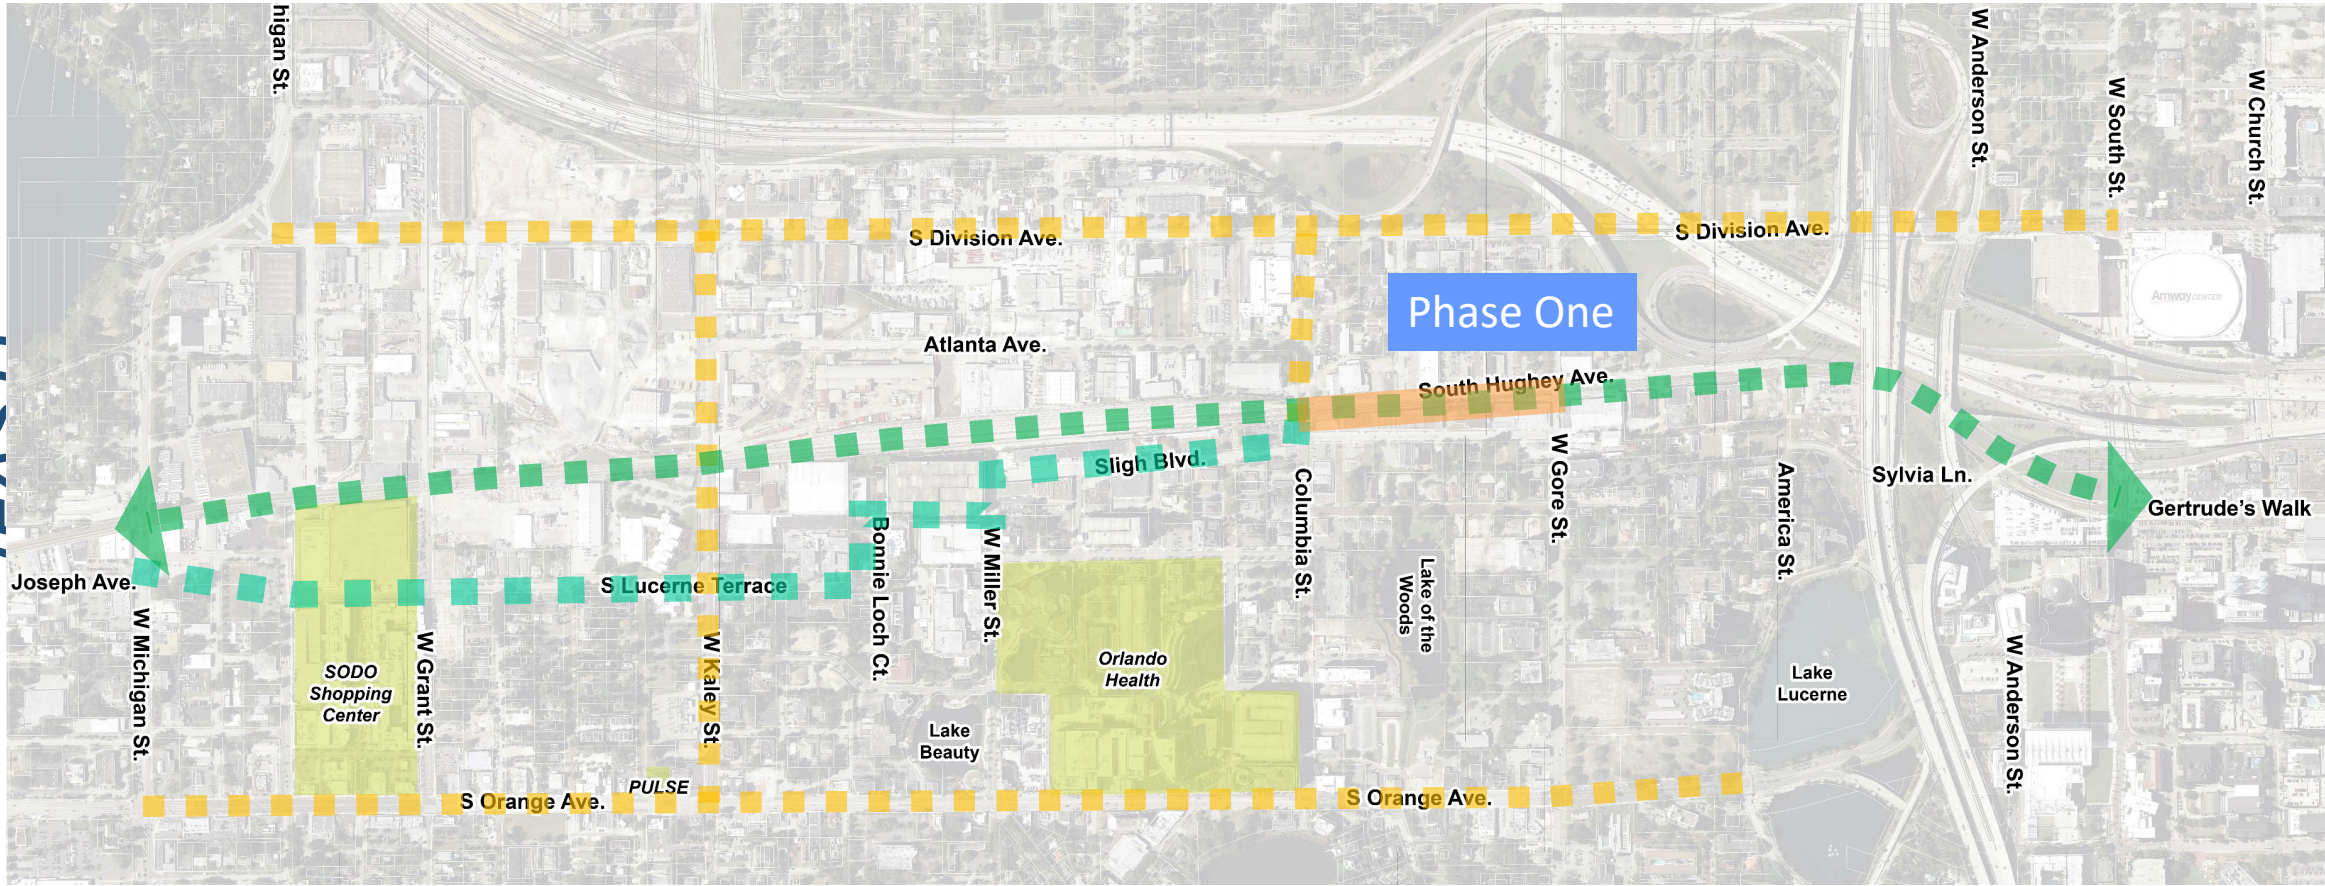 higan St.
W Anderson St.
W South St.
W Church St.
S Division Ave.
S Division Ave.
Amway CENTER
Phase One
Atlanta Ave.
South Hughey Ave.
Sligh Blvd.
Columbia St.
W Gore St.
America St.
Sylvia Ln.
Gertrude's Walk
Joseph Ave.
S Lucerne Terrace
Bonnie Loch Ct.
W Miller St.
Lake of the
Woods
W Michigan St.
SODO
Shopping
Center
W Grant St.
W Kaley St.
Orlando
Health
Lake
Beauty
Lake
Lucerne
W Anderson St.
PULSE
S Orange Ave.
S Orange Ave.